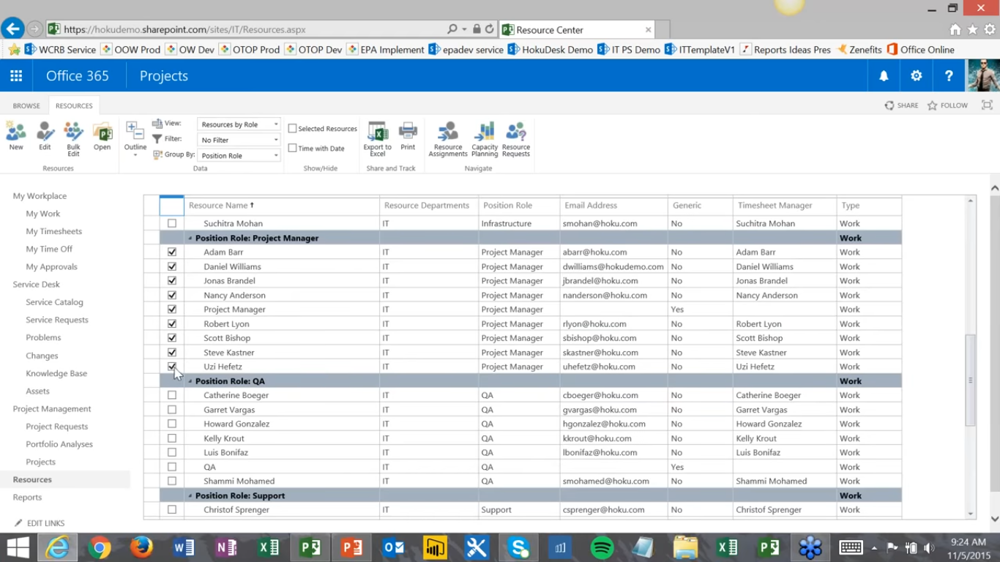 https://hokudemo.sharepoint.com/sites/IT/Resources.aspx
Resource Center
WCRB Service OOW Prod OW Dev OTOP Prod OTOP Dev EPA Implement epadev service HokuDesk Demo IT PS Demo ITTemplateV1 Reports Ideas Pres Zenefits Office Online
Office 365 Projects ?
BROWSE RESOURCES SHARE FOLLOW
New Edit Bulk Edit Open
Resources
Outline
View: Resources by Role
Filter: No Filter
Group By: Position Role
Data
Selected Resources
Time with Date
Show/Hide
Export to Excel Print
Share and Track
Resource Assignments Capacity Planning Resource Requests
Navigate
My Workplace
My Work
My Timesheets
My Time Off
My Approvals
Service Desk
Service Catalog
Service Requests
Problems
Changes
Knowledge Base
Assets
Project Management
Project Requests
Portfolio Analyses
Projects
Resources
Reports
EDIT LINKS
Resource Name ↑ Resource Departments Position Role Email Address Generic Timesheet Manager Type
Suchitra Mohan IT Infrastructure smohan@hoku.com No Suchitra Mohan Work
Position Role: Project Manager Work
Adam Barr IT Project Manager abarr@hoku.com No Adam Barr Work
Daniel Williams IT Project Manager dwilliams@hokudemo.com No Daniel Williams Work
Jonas Brandel IT Project Manager jbrandel@hoku.com No Jonas Brandel Work
Nancy Anderson IT Project Manager nanderson@hoku.com No Nancy Anderson Work
Project Manager IT Project Manager Yes Work
Robert Lyon IT Project Manager rlyon@hoku.com No Robert Lyon Work
Scott Bishop IT Project Manager sbishop@hoku.com No Scott Bishop Work
Steve Kastner IT Project Manager skastner@hoku.com No Steve Kastner Work
Uzi Hefetz IT Project Manager uhefetz@hoku.com No Uzi Hefetz Work
Position Role: QA Work
Catherine Boeger IT QA cboeger@hoku.com No Catherine Boeger Work
Garret Vargas IT QA gvargas@hoku.com No Garret Vargas Work
Howard Gonzalez IT QA hgonzalez@hoku.com No Howard Gonzalez Work
Kelly Krout IT QA kkrout@hoku.com No Kelly Krout Work
Luis Bonifaz IT QA lbonifaz@hoku.com No Luis Bonifaz Work
QA IT QA Yes Work
Shammi Mohamed IT QA smohamed@hoku.com No Shammi Mohamed Work
Position Role: Support Work
Christof Sprenger IT Support csprenger@hoku.com No Christof Sprenger Work
9:24 AM
11/5/2015